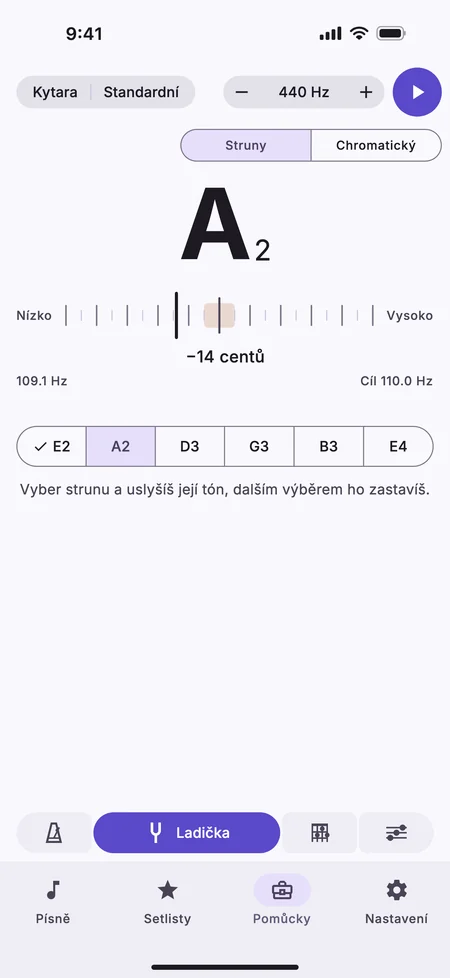 9:41
Kytara Standardní − 440 Hz +
Struny Chromatický
A2
Nízko Vysoko
−14 centů
109.1 Hz Cíl 110.0 Hz
E2 A2 D3 G3 B3 E4
Vyber strunu a uslyšíš její tón, dalším výběrem ho zastavíš.
Ladička
Písně Setlisty Pomůcky Nastavení